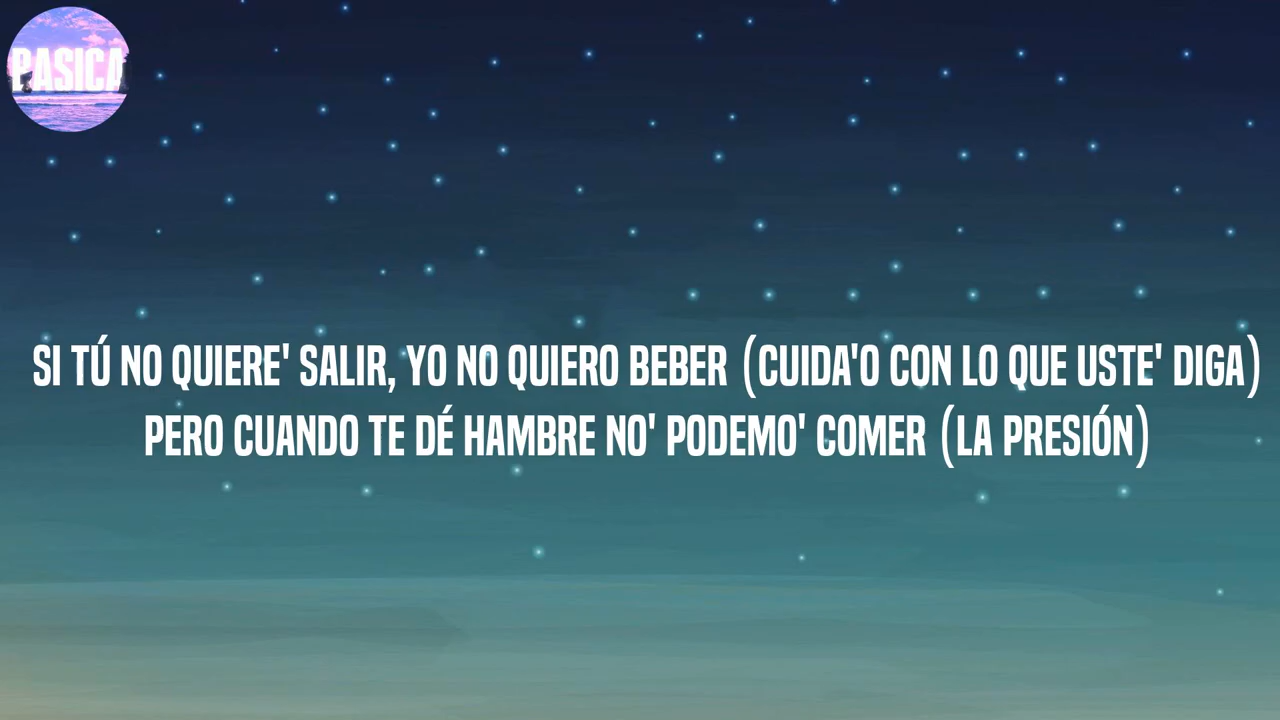 PASICA
SI TÚ NO QUIERE' SALIR, YO NO QUIERO BEBER (CUIDA'O CON LO QUE USTE' DIGA)
PERO CUANDO TE DÉ HAMBRE NO' PODEMO' COMER (LA PRESIÓN)